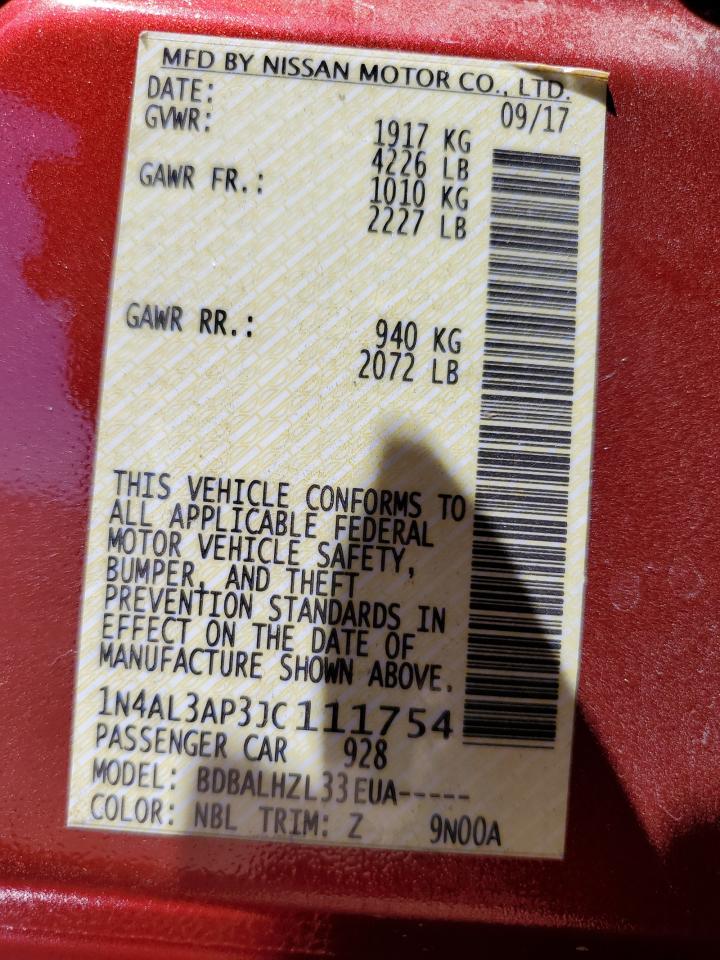 MFD BY NISSAN MOTOR CO., LTD.
DATE: 09/17
GVWR: 1917 KG
4226 LB
GAWR FR.: 1010 KG
2227 LB
GAWR RR.: 940 KG
2072 LB
THIS VEHICLE CONFORMS TO
ALL APPLICABLE FEDERAL
MOTOR VEHICLE SAFETY,
BUMPER, AND THEFT
PREVENTION STANDARDS IN
EFFECT ON THE DATE OF
MANUFACTURE SHOWN ABOVE.
1N4AL3AP3JC111754
PASSENGER CAR 928
MODEL: BDBALHZL33EUA-----
COLOR: NBL TRIM: Z 9N00A